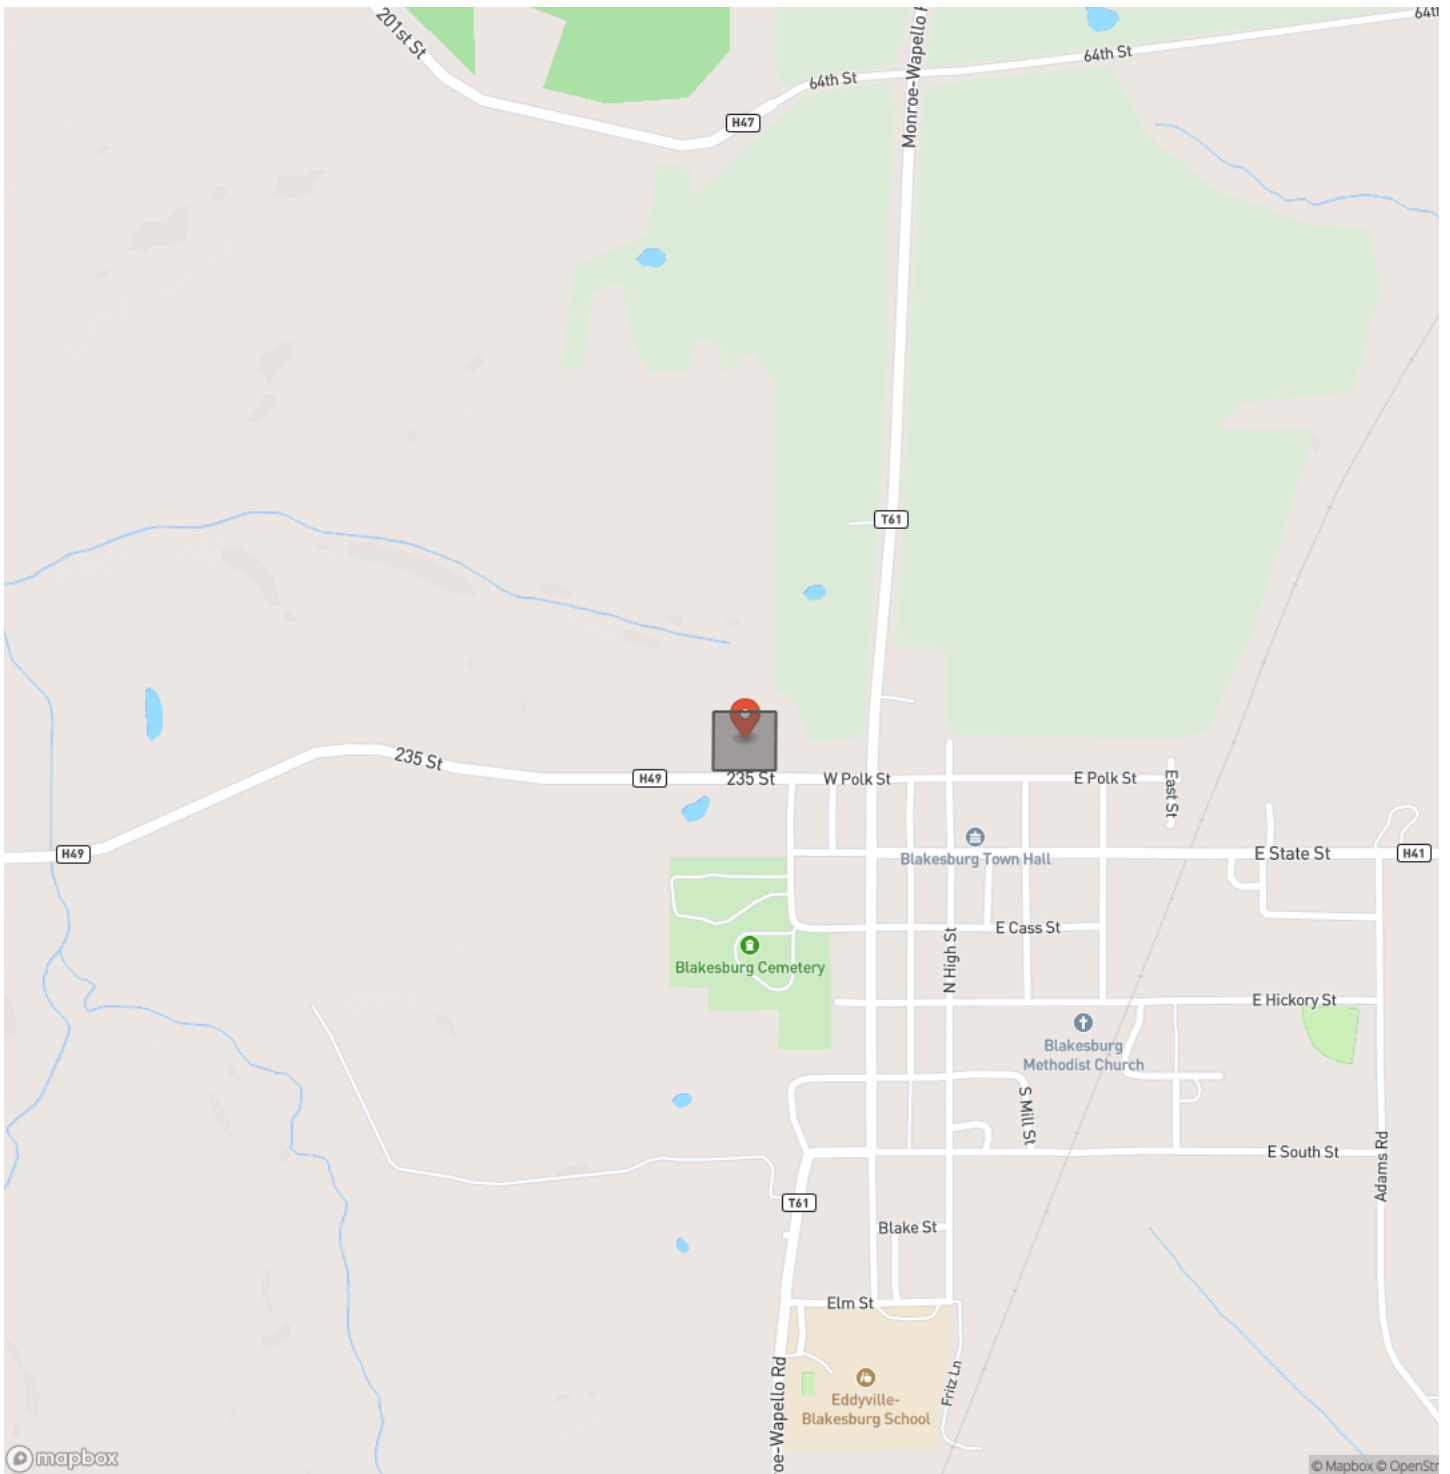 201st St
64th
64th St
64th St
H47
Monroe-Wapello R
T61
235 St
H49
235 St
W Polk St
E Polk St
East St
H49
Blakesburg Town Hall
E State St
H41
E Cass St
N High St
Blakesburg Cemetery
E Hickory St
Blakesburg
Methodist Church
S Mill St
E South St
Adams Rd
T61
Blake St
Elm St
roe-Wapello Rd
Fritz Ln
Eddyville-
Blakesburg School
mapbox
© Mapbox © OpenStr